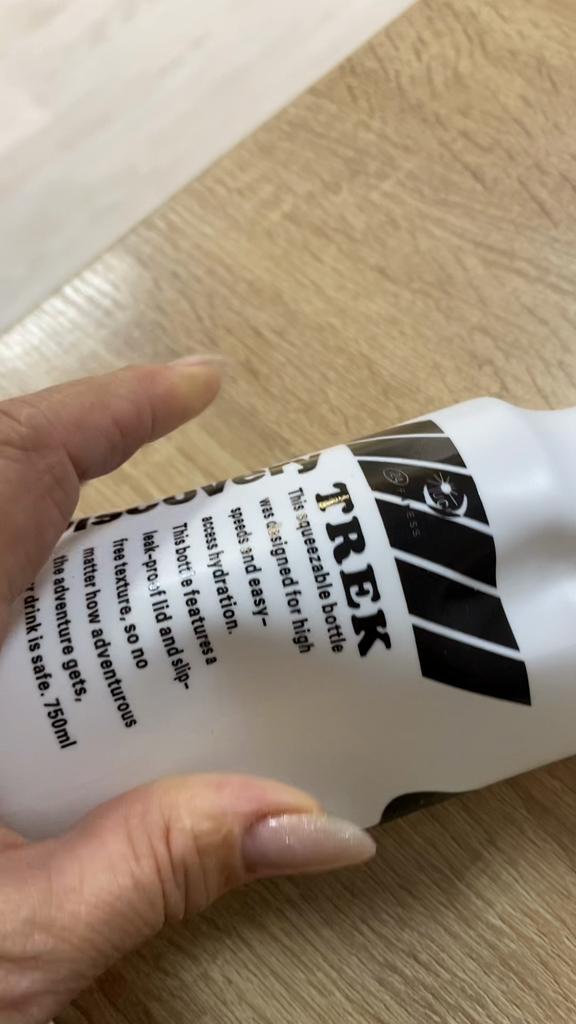 TREK
This squeezable bottle
was designed for high
speeds and easy-
access hydration.
This bottle features a
leak-proof lid and slip-
free texture, so no
matter how adventurous
the adventure gets,
drink is safe. 750ml